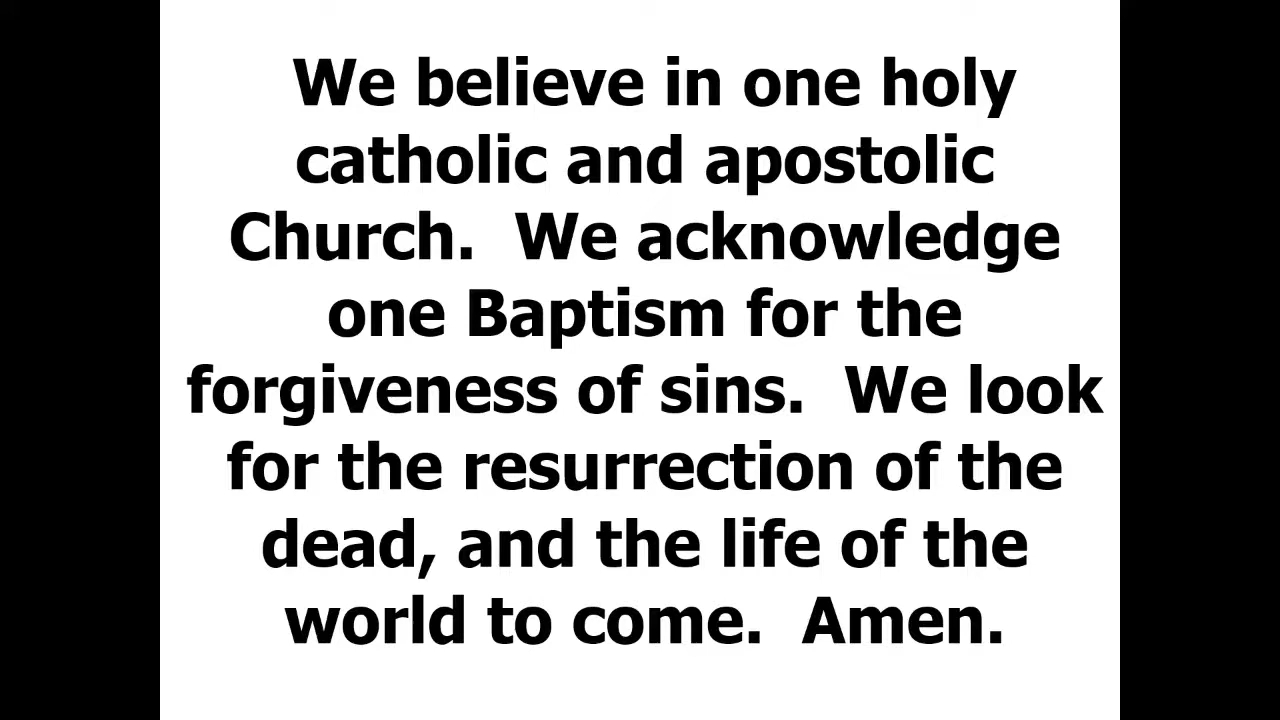 We believe in one holy
catholic and apostolic
Church.  We acknowledge
one Baptism for the
forgiveness of sins.  We look
for the resurrection of the
dead, and the life of the
world to come.  Amen.